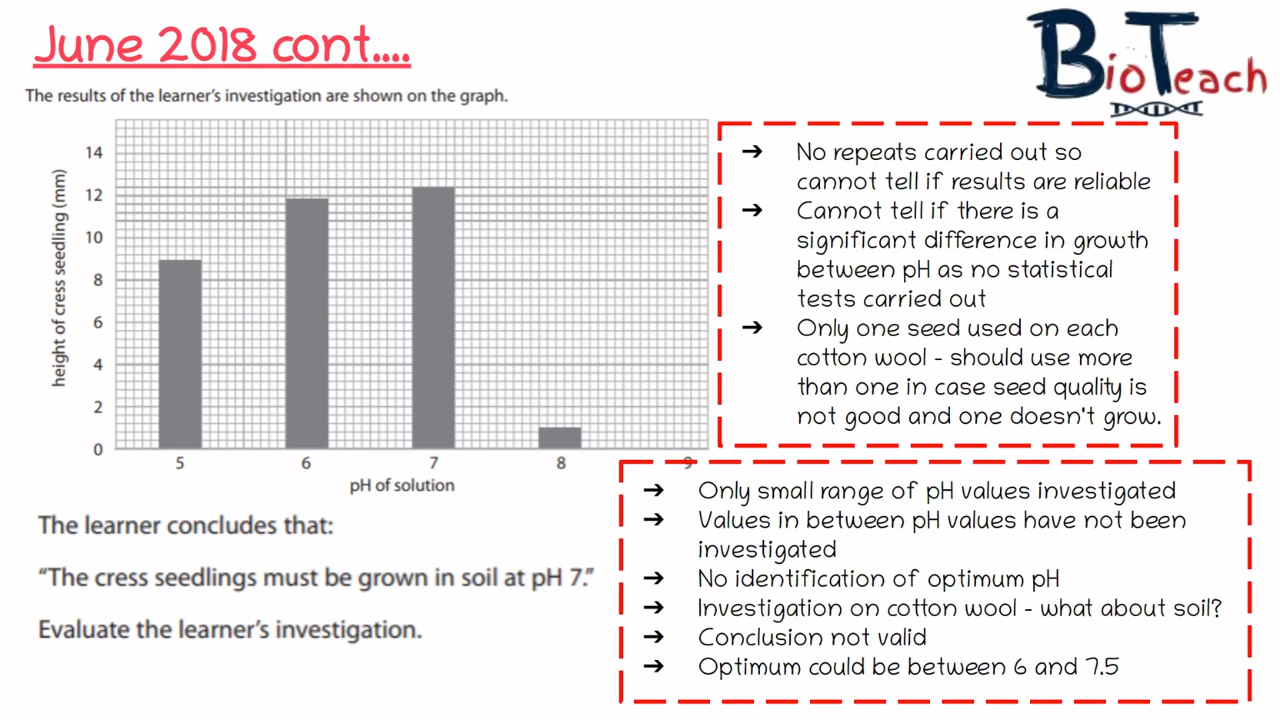 June 2018 cont....
BioTeach
The results of the learner's investigation are shown on the graph.
height of cress seedling (mm)
14
12
10
8
6
4
2
0
5 6 7 8 9
pH of solution
The learner concludes that:
“The cress seedlings must be grown in soil at pH 7.”
Evaluate the learner's investigation.
➔ No repeats carried out so
cannot tell if results are reliable
➔ Cannot tell if there is a
significant difference in growth
between pH as no statistical
tests carried out
➔ Only one seed used on each
cotton wool - should use more
than one in case seed quality is
not good and one doesn't grow.
➔ Only small range of pH values investigated
➔ Values in between pH values have not been
investigated
➔ No identification of optimum pH
➔ Investigation on cotton wool - what about soil?
➔ Conclusion not valid
➔ Optimum could be between 6 and 7.5